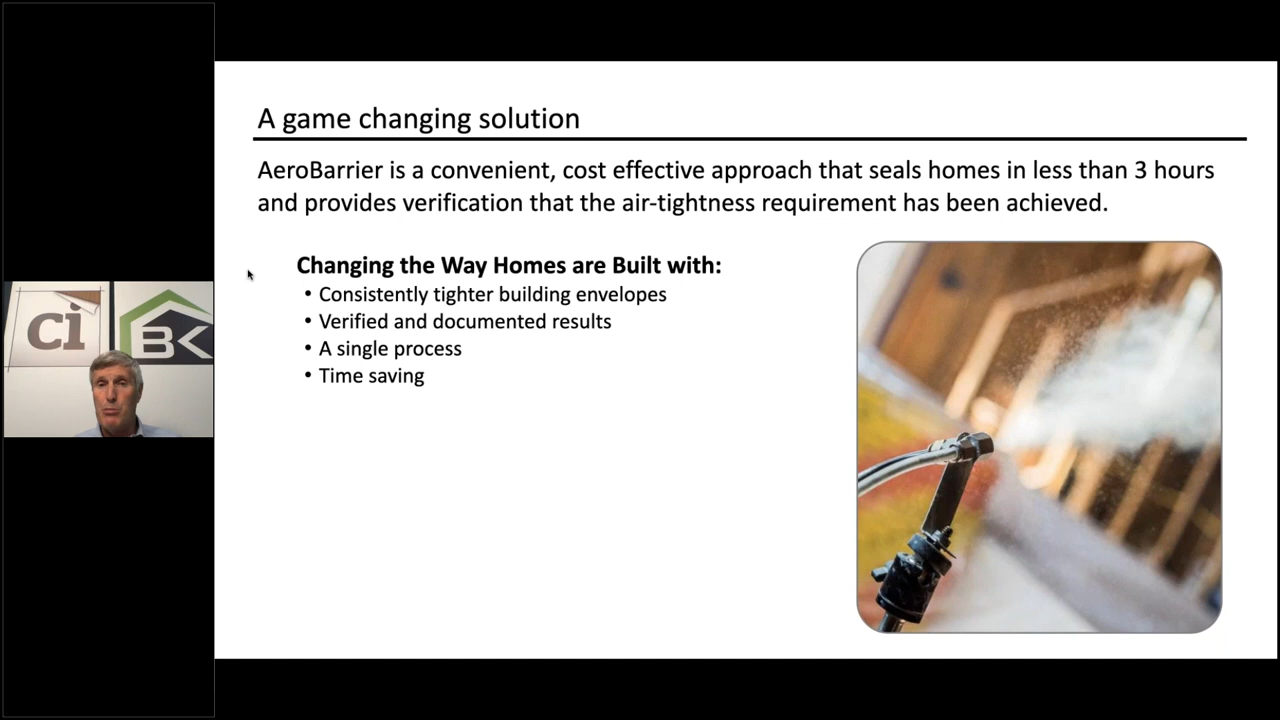 A game changing solution
AeroBarrier is a convenient, cost effective approach that seals homes in less than 3 hours
and provides verification that the air-tightness requirement has been achieved.
Changing the Way Homes are Built with:
• Consistently tighter building envelopes
• Verified and documented results
• A single process
• Time saving
ci
BK